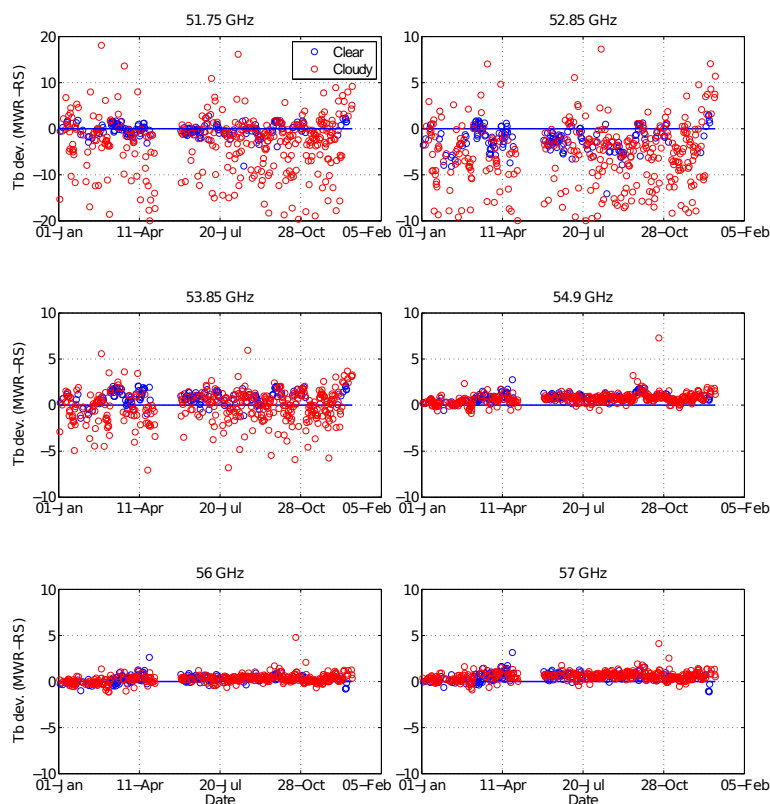 51.75 GHz
52.85 GHz
Tb dev. (MWR−RS)
20
10
0
−10
−20
Clear
Cloudy
01−Jan 11−Apr 20−Jul 28−Oct 05−Feb
10
5
0
−5
−10
01−Jan 11−Apr 20−Jul 28−Oct 05−Feb
53.85 GHz
54.9 GHz
Tb dev. (MWR−RS)
10
5
0
−5
−10
01−Jan 11−Apr 20−Jul 28−Oct 05−Feb
10
5
0
−5
−10
01−Jan 11−Apr 20−Jul 28−Oct 05−Feb
56 GHz
57 GHz
Tb dev. (MWR−RS)
10
5
0
−5
−10
01−Jan 11−Apr 20−Jul 28−Oct 05−Feb
Date
10
5
0
−5
−10
01−Jan 11−Apr 20−Jul 28−Oct 05−Feb
Date